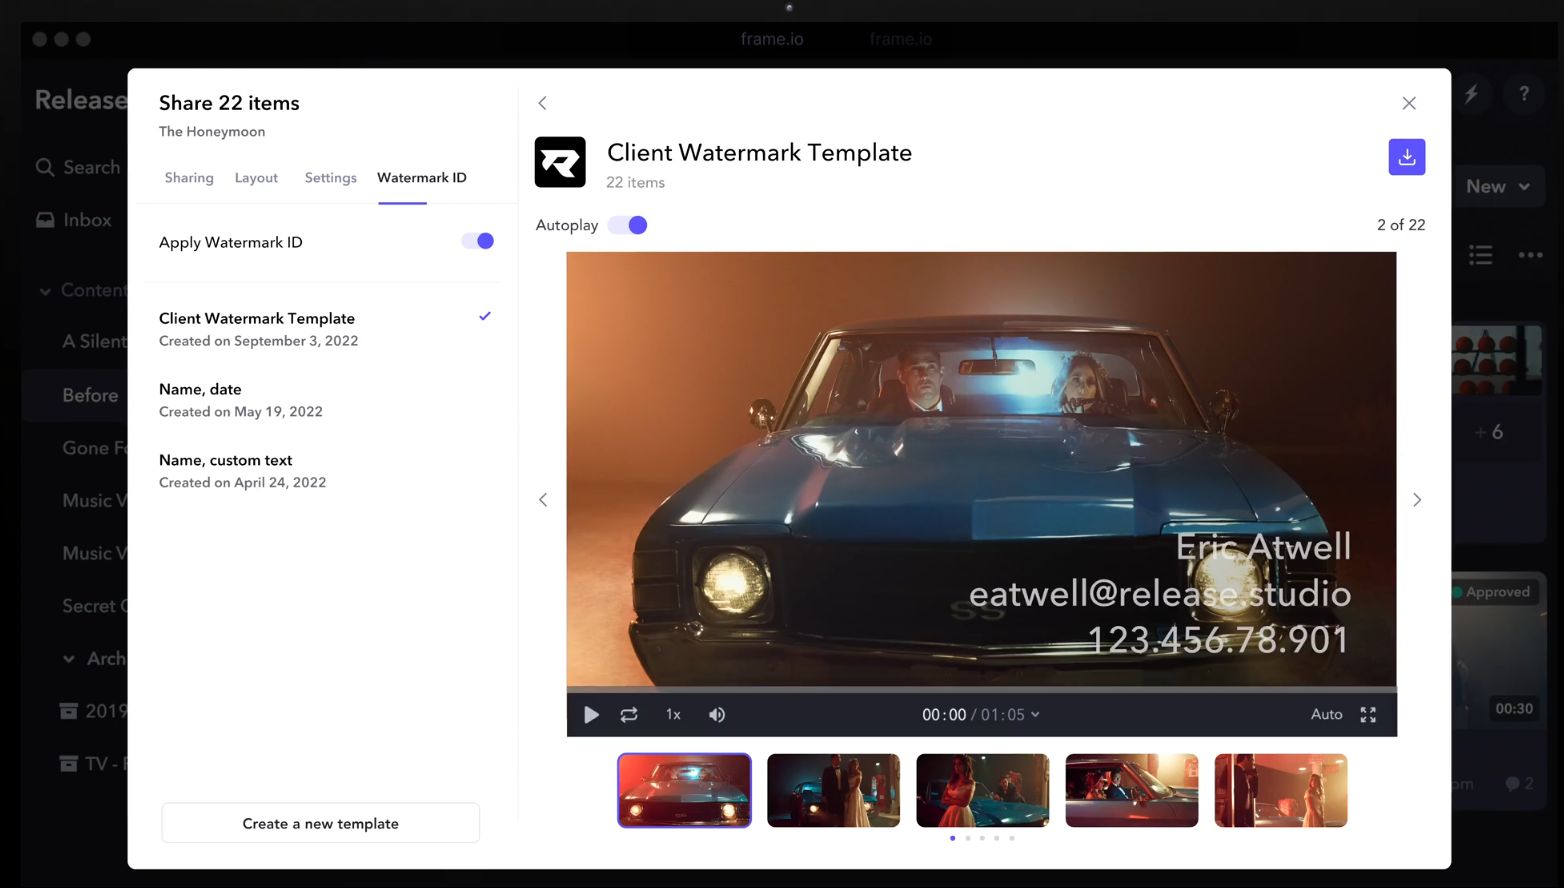 frame.io
frame.io
Release
Search
Inbox
Content
A Silent
Before
Gone Fo
Music V
Music V
Secret
Arch
2019
TV -
Share 22 items
The Honeymoon
Sharing
Layout
Settings
Watermark ID
Apply Watermark ID
Client Watermark Template
Created on September 3, 2022
Name, date
Created on May 19, 2022
Name, custom text
Created on April 24, 2022
Create a new template
Client Watermark Template
22 items
Autoplay
2 of 22
SS
Eric Atwell
eatwell@release.studio
123.456.78.901
1x
00:00 / 01:05
Auto
?
New
+ 6
Approved
00:30
pm
2